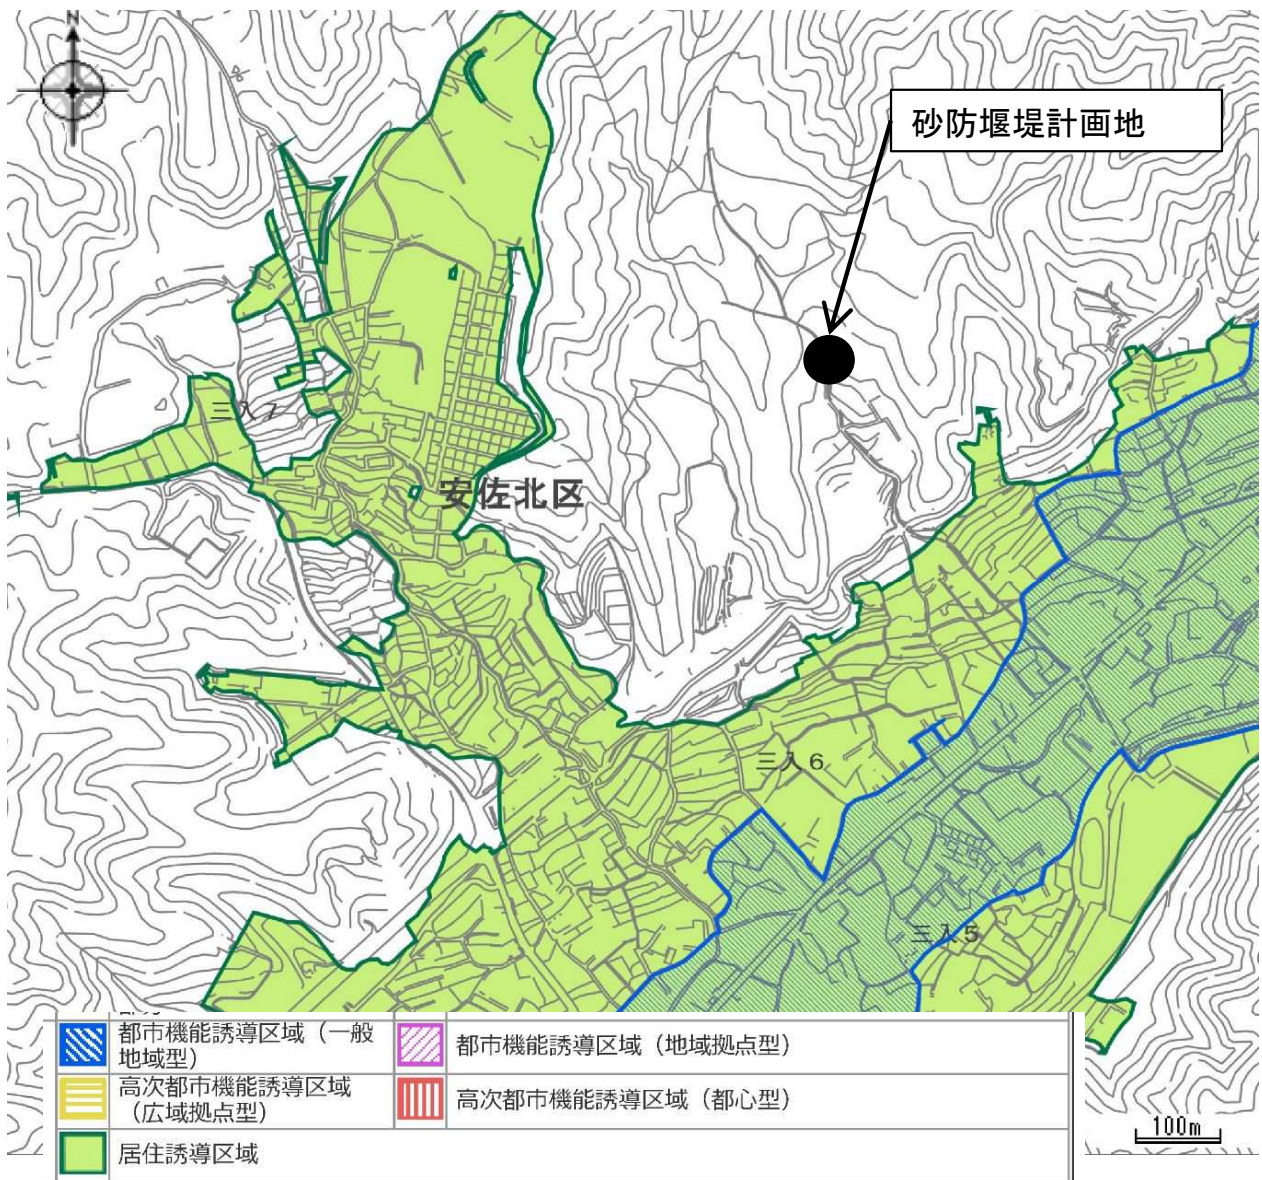 N
砂防堰堤計画地
三入7
安佐北区
三入6
三入5
都市機能誘導区域（一般
地域型）
都市機能誘導区域（地域拠点型）
高次都市機能誘導区域
（広域拠点型）
高次都市機能誘導区域（都心型）
居住誘導区域
100m